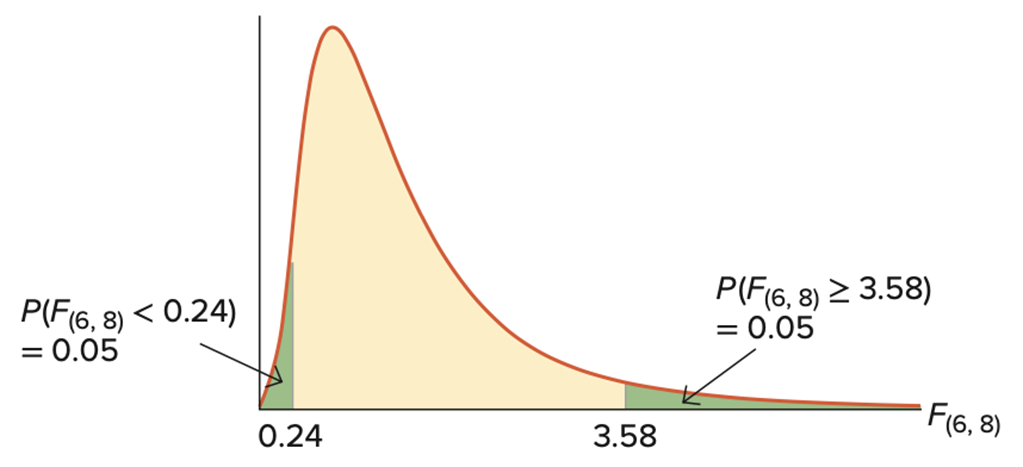 P(F(6, 8) < 0.24)
= 0.05
P(F(6, 8) ≥ 3.58)
= 0.05
0.24
3.58
F(6, 8)